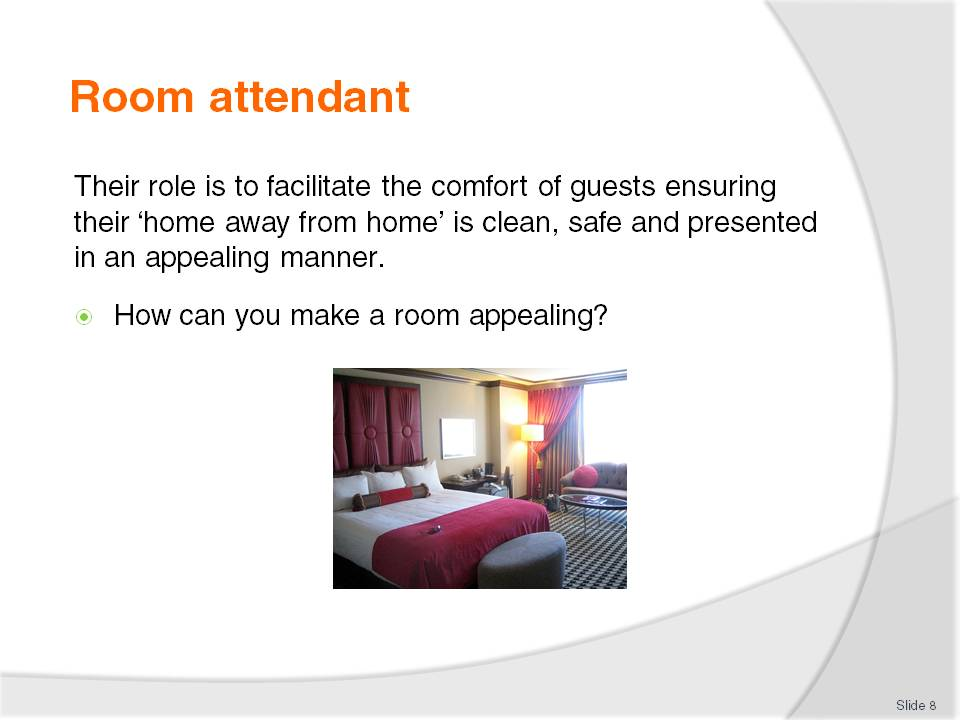 Room attendant
Their role is to facilitate the comfort of guests ensuring
their ‘home away from home’ is clean, safe and presented
in an appealing manner.
How can you make a room appealing?
Slide 8